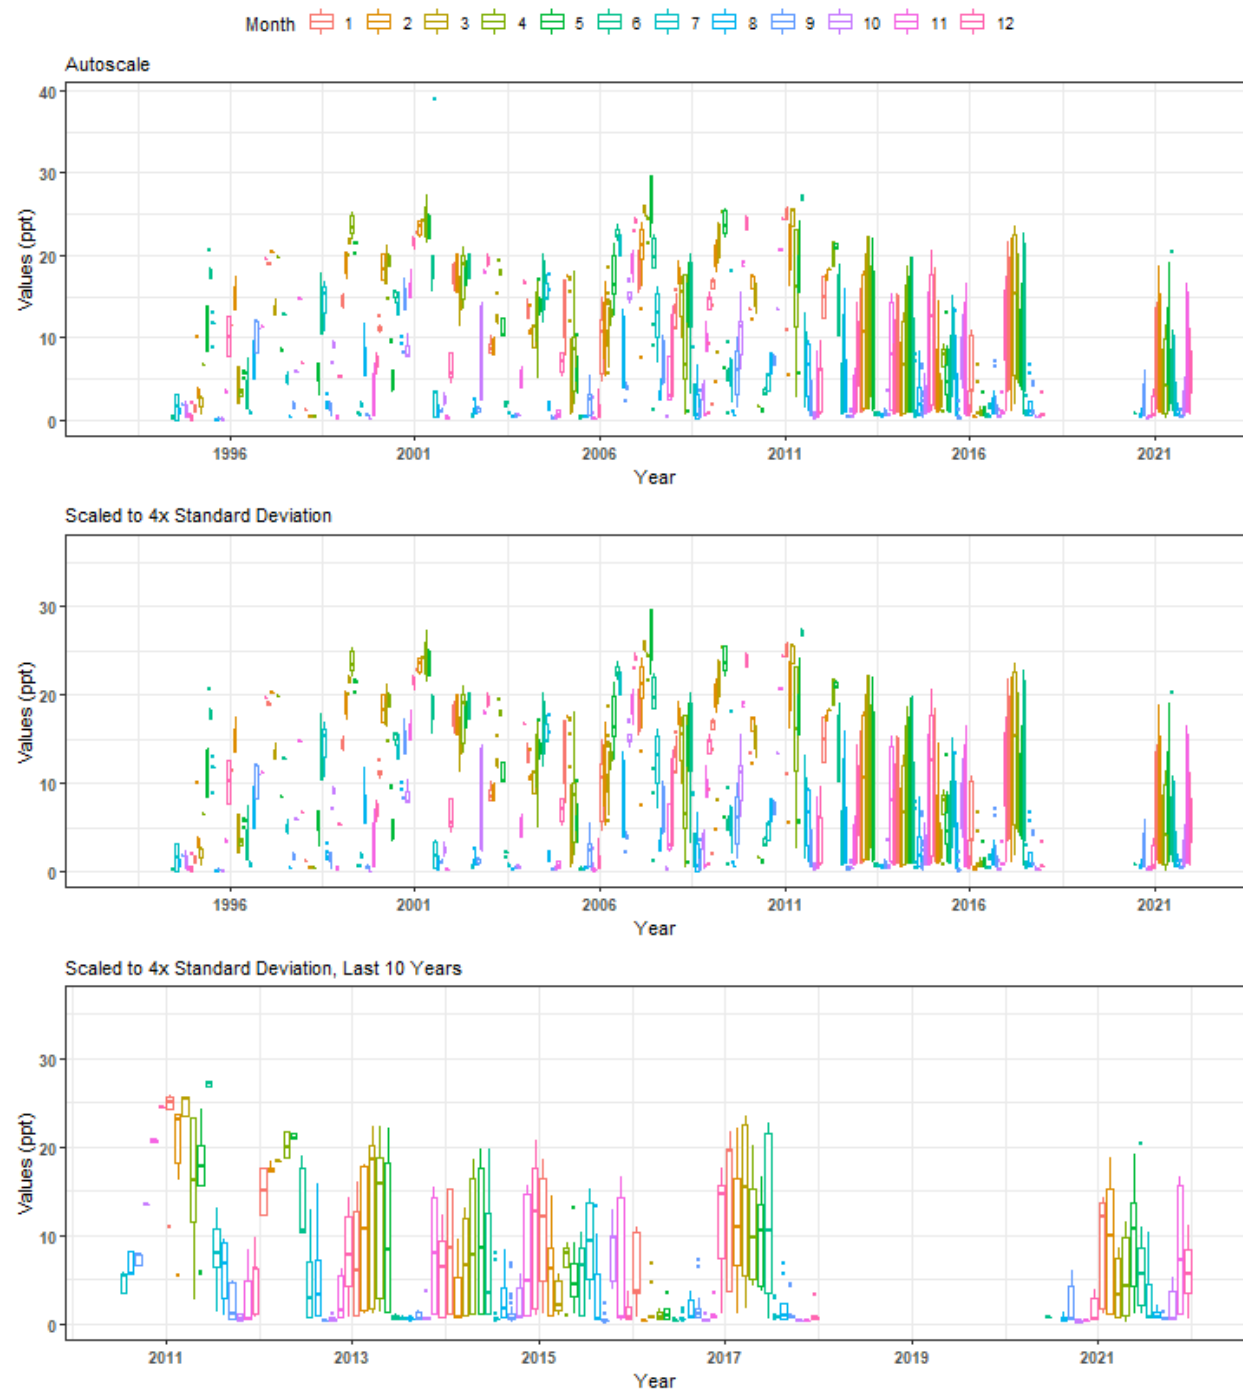 Month 1 2 3 4 5 6 7 8 9 10 11 12
Autoscale
40
30
20
10
0
Values (ppt)
1996 2001 2006 2011 2016 2021
Year
Scaled to 4x Standard Deviation
30
20
10
0
Values (ppt)
1996 2001 2006 2011 2016 2021
Year
Scaled to 4x Standard Deviation, Last 10 Years
30
20
10
0
Values (ppt)
2011 2013 2015 2017 2019 2021
Year